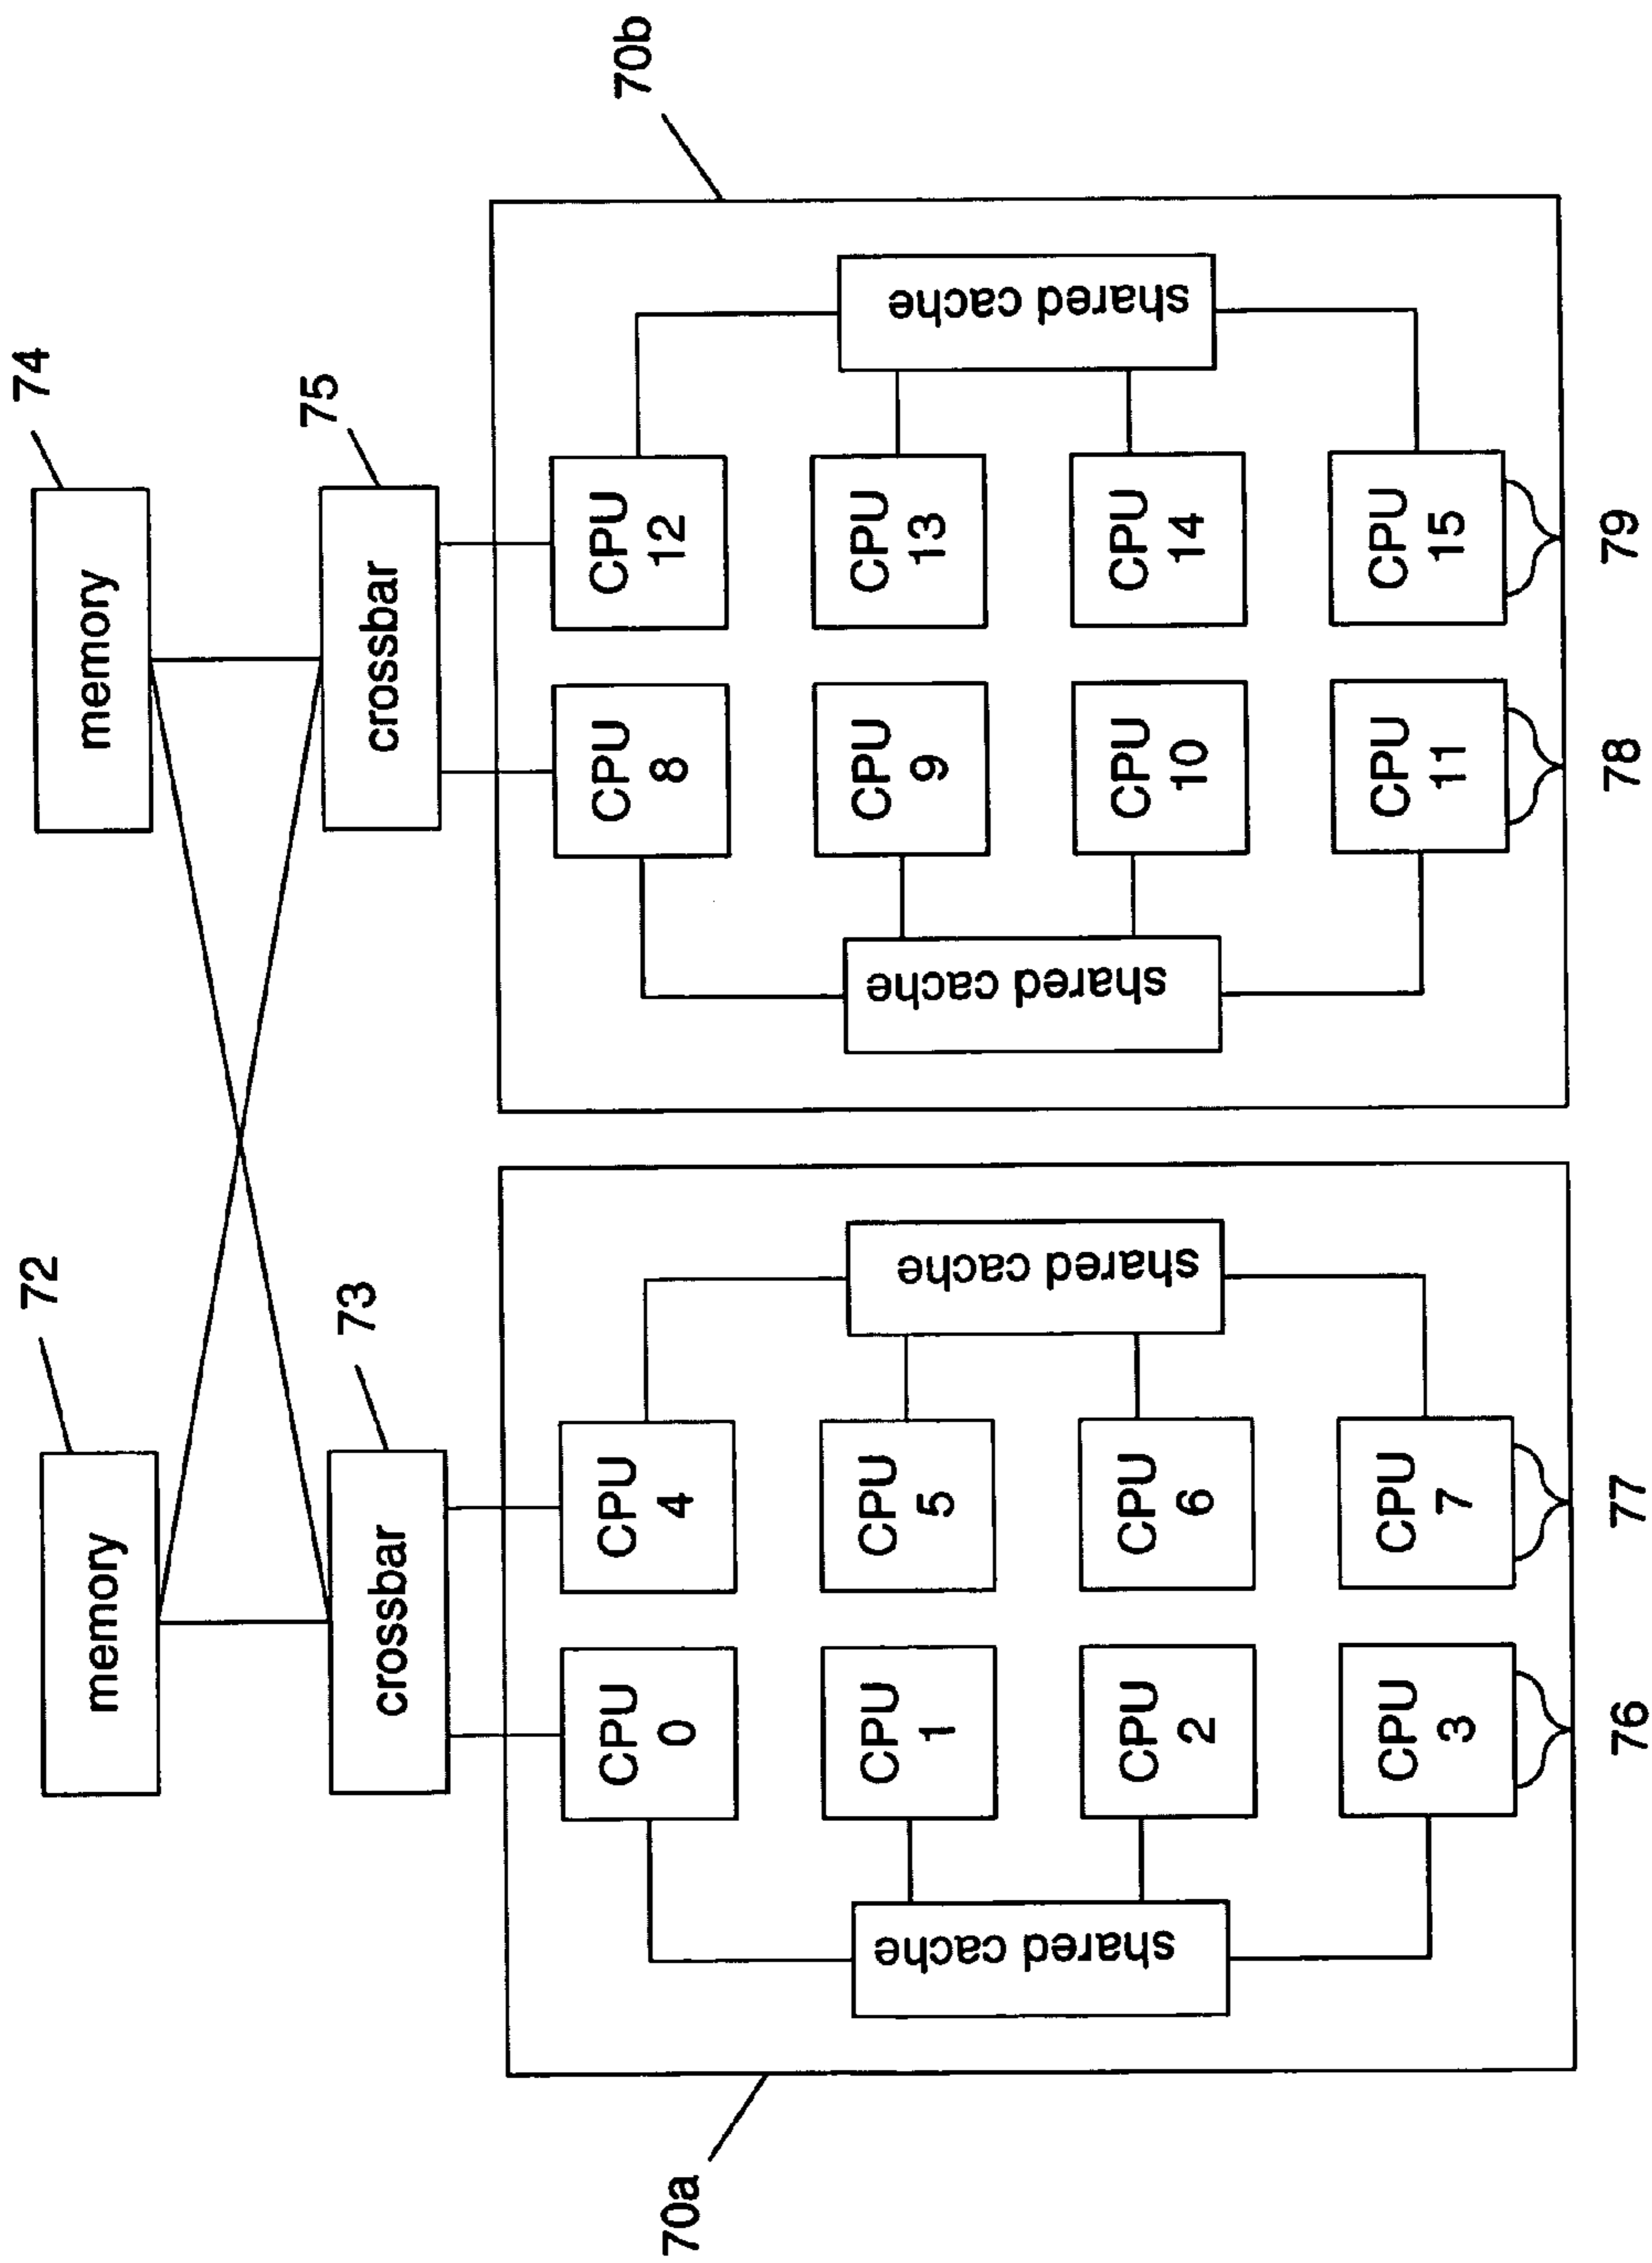 72
74
memory
memory
73
75
crossbar
crossbar
70a
70b
CPU
0
CPU
4
CPU
8
CPU
12
CPU
1
CPU
5
CPU
9
CPU
13
shared cache
shared cache
shared cache
shared cache
CPU
2
CPU
6
CPU
10
CPU
14
CPU
3
CPU
7
CPU
11
CPU
15
76
77
78
79